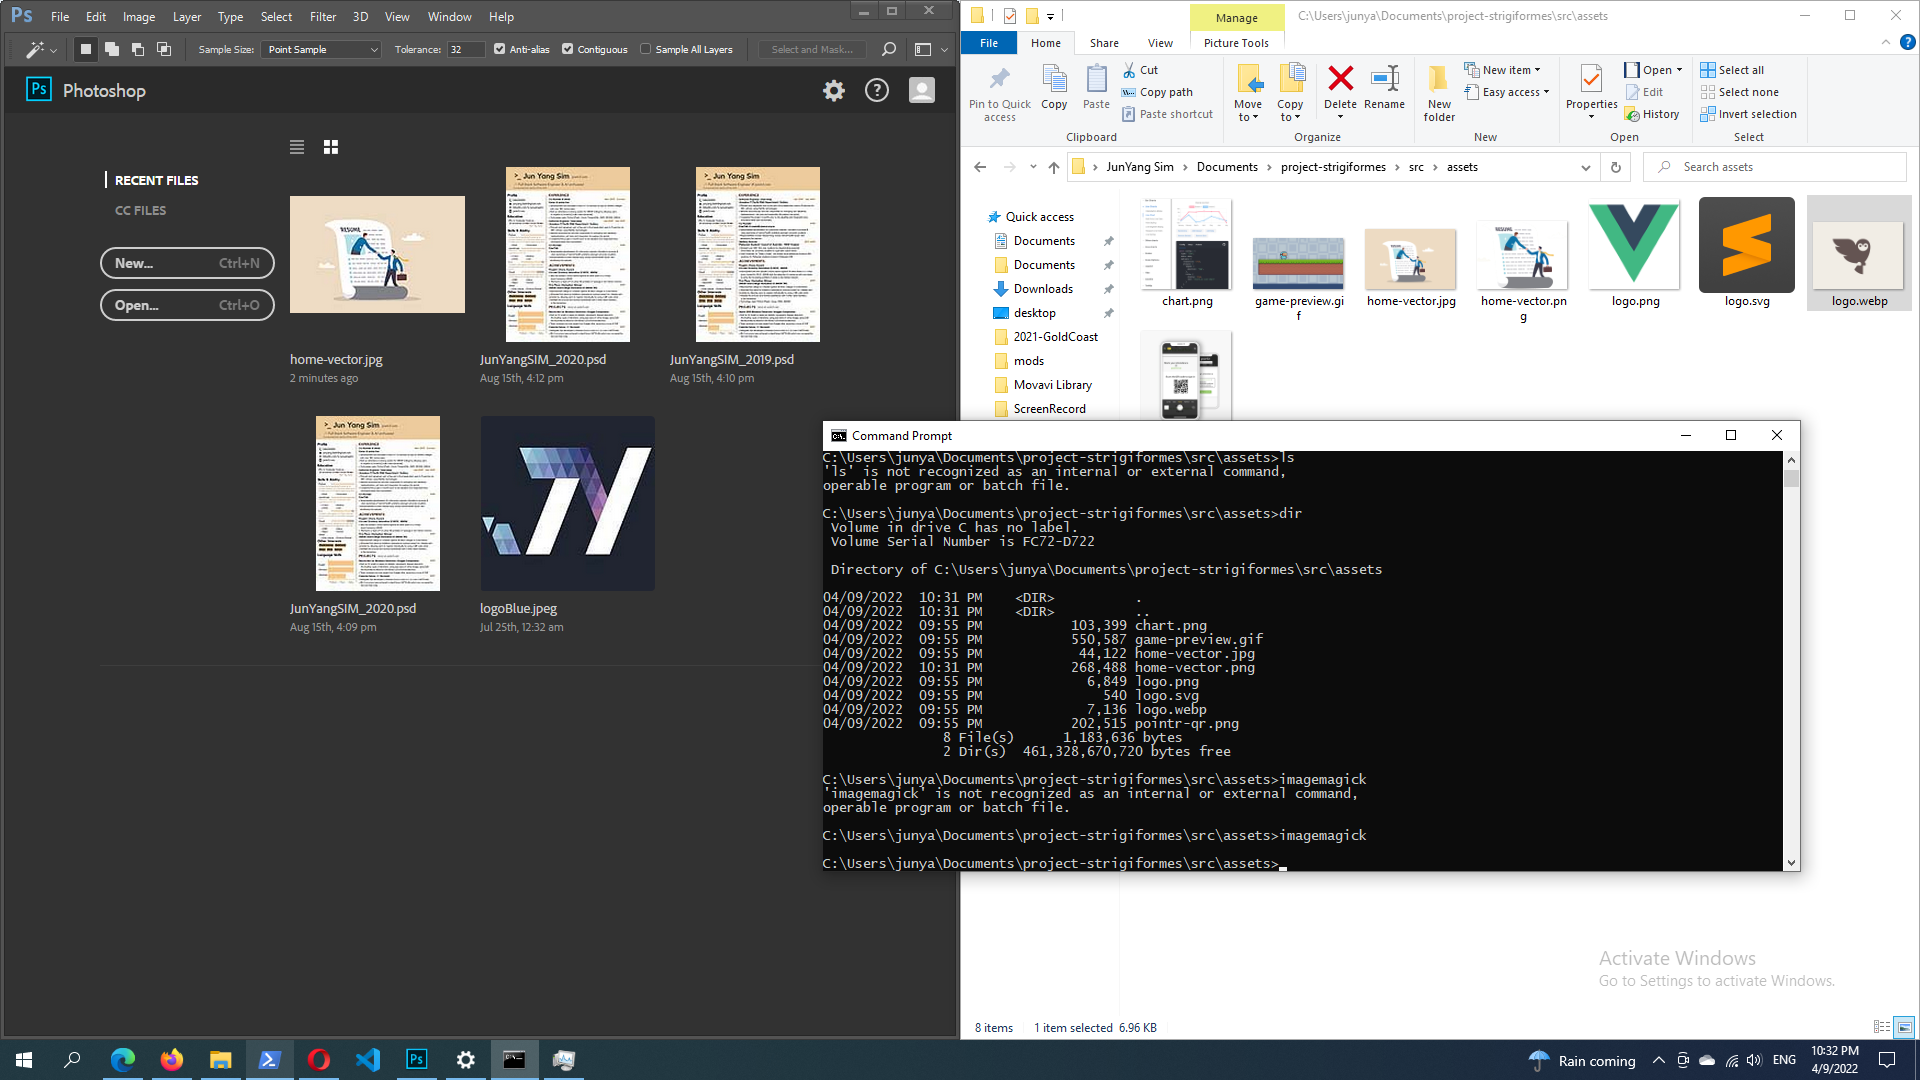 Ps File Edit Image Layer Type Select Filter 3D View Window Help
Sample Size: Point Sample Tolerance: 32 Anti-alias Contiguous Sample All Layers Select and Mask...
Ps Photoshop
RECENT FILES
CC FILES
New... Ctrl+N
Open... Ctrl+O
RESUME
>_ Jun Yang Sim
>_ Jun Yang Sim
home-vector.jpg
2 minutes ago
JunYangSIM_2020.psd
Aug 15th, 4:12 pm
JunYangSIM_2019.psd
Aug 15th, 4:10 pm
>_ Jun Yang Sim
JunYangSIM_2020.psd
Aug 15th, 4:09 pm
logoBlue.jpeg
Jul 25th, 12:32 am
Manage
C:\Users\junya\Documents\project-strigiformes\src\assets
File Home Share View Picture Tools
Pin to Quick access
Copy
Paste
Cut
Copy path
Paste shortcut
Clipboard
Move to
Copy to
Delete
Rename
Organize
New folder
New item
Easy access
New
Properties
Open
Edit
History
Open
Select all
Select none
Invert selection
Select
JunYang Sim Documents project-strigiformes src assets
Search assets
Quick access
Documents
Documents
Downloads
desktop
2021-GoldCoast
mods
Movavi Library
ScreenRecord
RESUME
RESUME
chart.png
game-preview.gif
home-vector.jpg
home-vector.png
logo.png
logo.svg
logo.webp
Command Prompt
C:\Users\junya\Documents\project-strigiformes\src\assets>ls
'ls' is not recognized as an internal or external command,
operable program or batch file.
C:\Users\junya\Documents\project-strigiformes\src\assets>dir
Volume in drive C has no label.
Volume Serial Number is FC72-D722
Directory of C:\Users\junya\Documents\project-strigiformes\src\assets
04/09/2022 10:31 PM <DIR> .
04/09/2022 10:31 PM <DIR> ..
04/09/2022 09:55 PM 103,399 chart.png
04/09/2022 09:55 PM 550,587 game-preview.gif
04/09/2022 09:55 PM 44,122 home-vector.jpg
04/09/2022 10:31 PM 268,488 home-vector.png
04/09/2022 09:55 PM 6,849 logo.png
04/09/2022 09:55 PM 540 logo.svg
04/09/2022 09:55 PM 7,136 logo.webp
04/09/2022 09:55 PM 202,515 pointr-qr.png
8 File(s) 1,183,636 bytes
2 Dir(s) 461,328,670,720 bytes free
C:\Users\junya\Documents\project-strigiformes\src\assets>imagemagick
'imagemagick' is not recognized as an internal or external command,
operable program or batch file.
C:\Users\junya\Documents\project-strigiformes\src\assets>imagemagick
C:\Users\junya\Documents\project-strigiformes\src\assets>
Activate Windows
Go to Settings to activate Windows.
8 items 1 item selected 6.96 KB
Ps
Rain coming
ENG
10:32 PM
4/9/2022